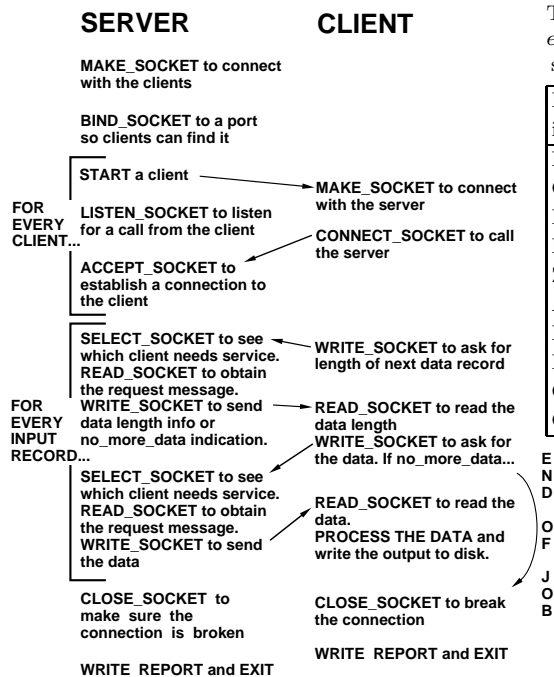 SERVER
MAKE_SOCKET to connect
with the clients
BIND_SOCKET to a port
so clients can find it
START a client
FOR
EVERY
CLIENT...
LISTEN_SOCKET to listen
for a call from the client
ACCEPT_SOCKET to
establish a connection to
the client
FOR
EVERY
INPUT
RECORD...
SELECT_SOCKET to see
which client needs service.
READ_SOCKET to obtain
the request message.
WRITE_SOCKET to send
data length info or
no_more_data indication.
SELECT_SOCKET to see
which client needs service.
READ_SOCKET to obtain
the request message.
WRITE_SOCKET to send
the data
CLOSE_SOCKET to
make sure the
connection is broken
WRITE REPORT and EXIT
CLIENT
MAKE_SOCKET to connect
with the server
CONNECT_SOCKET to call
the server
WRITE_SOCKET to ask for
length of next data record
READ_SOCKET to read the
data length
WRITE_SOCKET to ask for
the data. If no_more_data...
READ_SOCKET to read the
data.
PROCESS THE DATA and
write the output to disk.
CLOSE_SOCKET to break
the connection
WRITE REPORT and EXIT
E
N
D
O
F
J
O
B